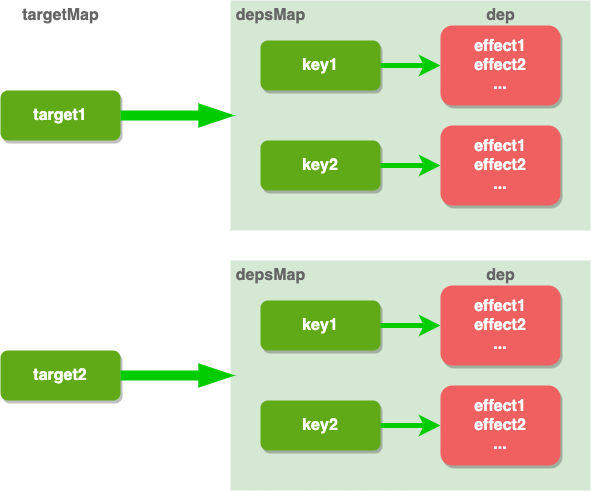 targetMap
depsMap
dep
target1
key1
effect1
effect2
...
key2
effect1
effect2
...
depsMap
dep
target2
key1
effect1
effect2
...
key2
effect1
effect2
...